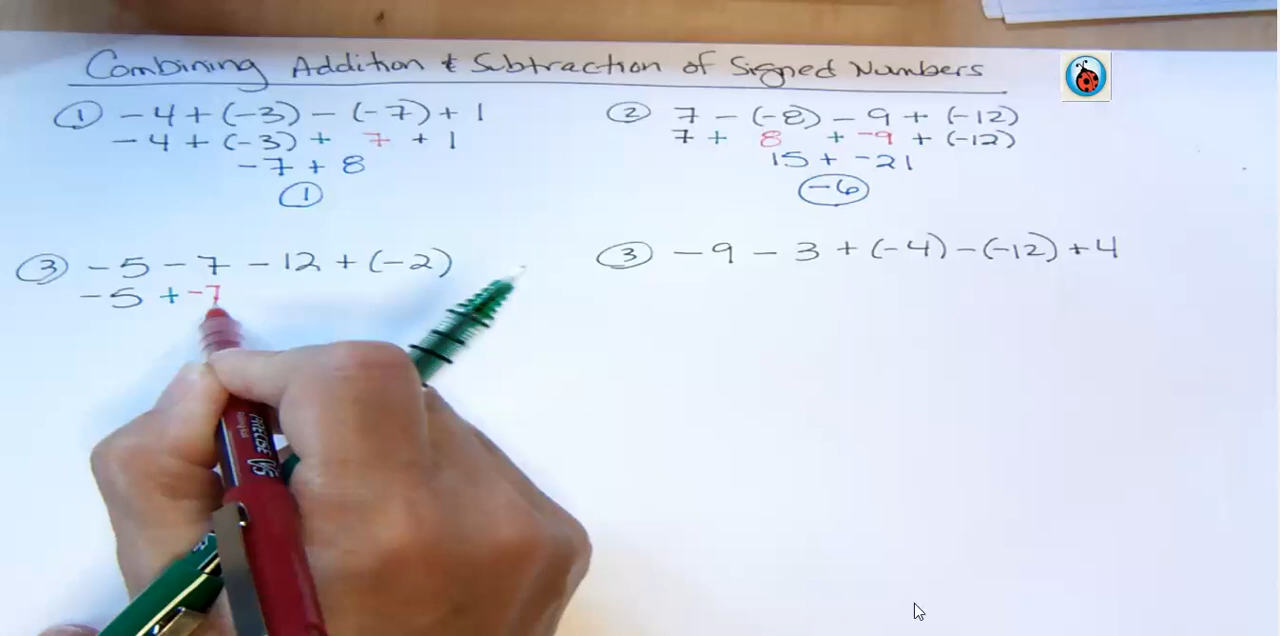 Combining Addition & Subtraction of Signed Numbers
① -4 + (-3) - (-7) + 1
-4 + (-3) + 7 + 1
-7 + 8
①
② 7 - (-8) - 9 + (-12)
7 + 8 + -9 + (-12)
15 + -21
-6
③ -5 - 7 - 12 + (-2)
-5 + -7
③ -9 - 3 + (-4) - (-12) + 4
PRECISE V5